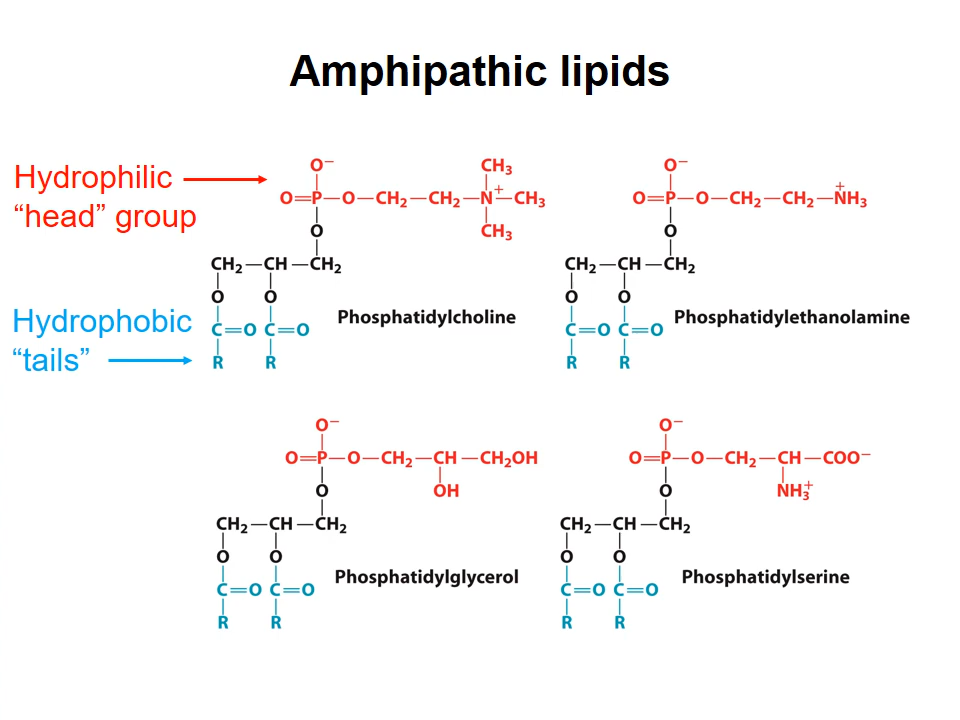 Amphipathic lipids
Hydrophilic
“head” group
Hydrophobic
“tails”
O− CH3
O=P—O—CH2—CH2—N+—CH3
O CH3
CH2—CH—CH2
O O
C=O C=O
R R
Phosphatidylcholine
O−
O=P—O—CH2—CH2—N+H3
O
CH2—CH—CH2
O O
C=O C=O
R R
Phosphatidylethanolamine
O−
O=P—O—CH2—CH—CH2OH
O OH
CH2—CH—CH2
O O
C=O C=O
R R
Phosphatidylglycerol
O−
O=P—O—CH2—CH—COO−
O NH3+
CH2—CH—CH2
O O
C=O C=O
R R
Phosphatidylserine